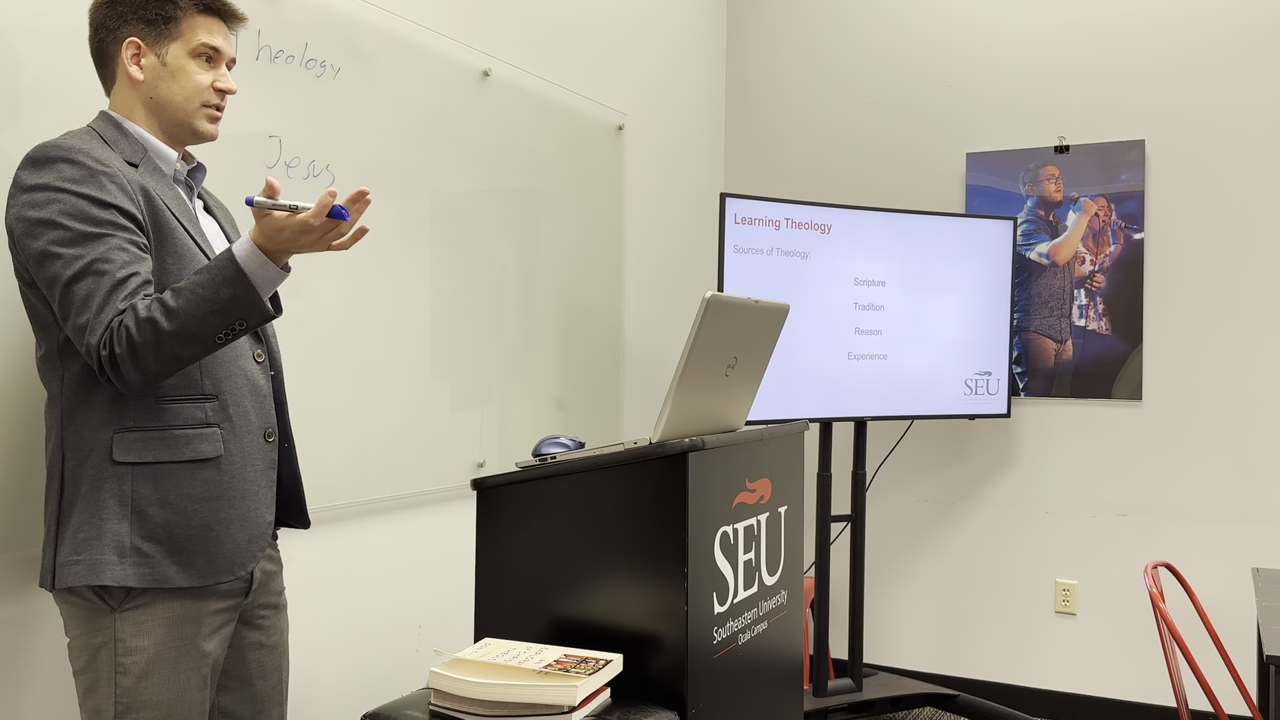 Theology
Jesus
Learning Theology
Sources of Theology:
Scripture
Tradition
Reason
Experience
SEU
SEU
Southeastern University
Ocala Campus